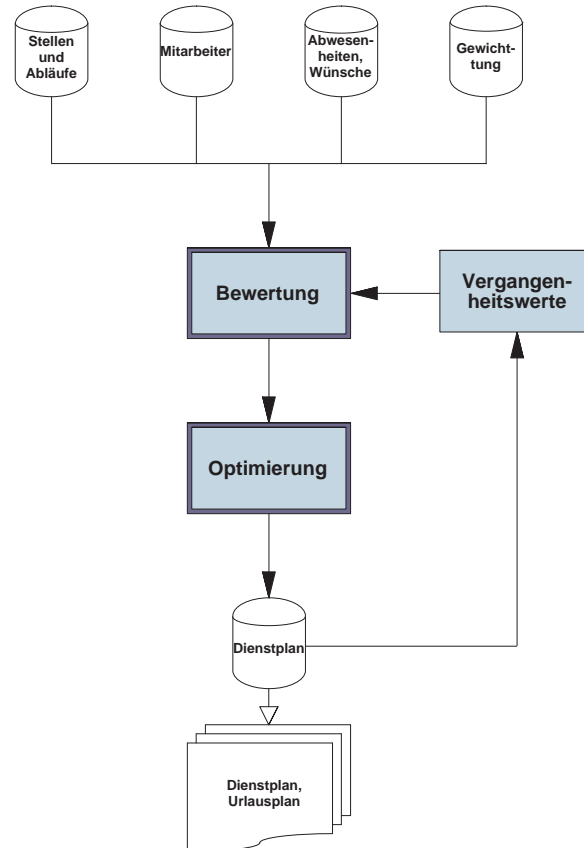 Stellen
und
Abläufe
Mitarbeiter
Abwesen-
heiten,
Wünsche
Gewicht-
tung
Bewertung
Vergangen-
heitswerte
Optimierung
Dienstplan
Dienstplan,
Urlausplan